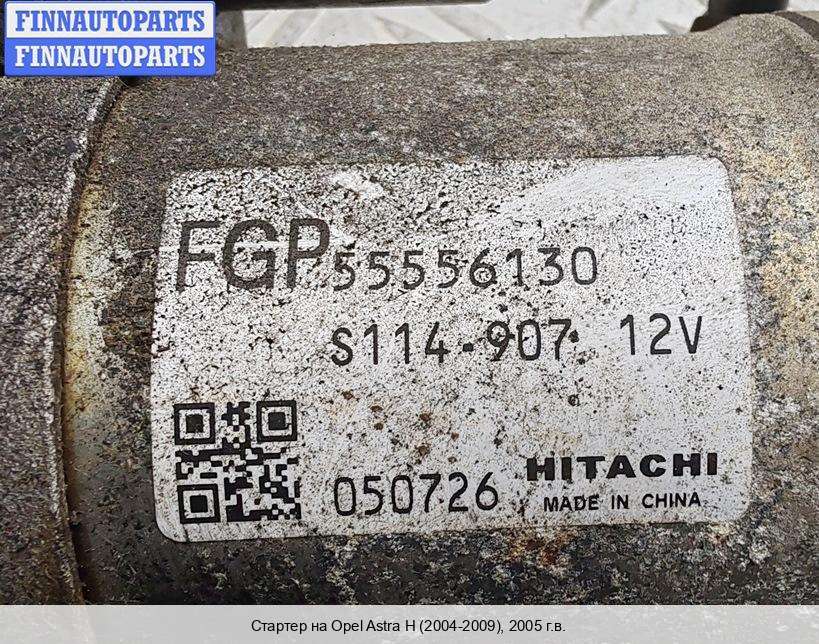 FINNAUTOPARTS
FINNAUTOPARTS
FGP 55556130
S114-907 12V
050726 HITACHI
MADE IN CHINA
Стартер на Opel Astra H (2004-2009), 2005 г.в.